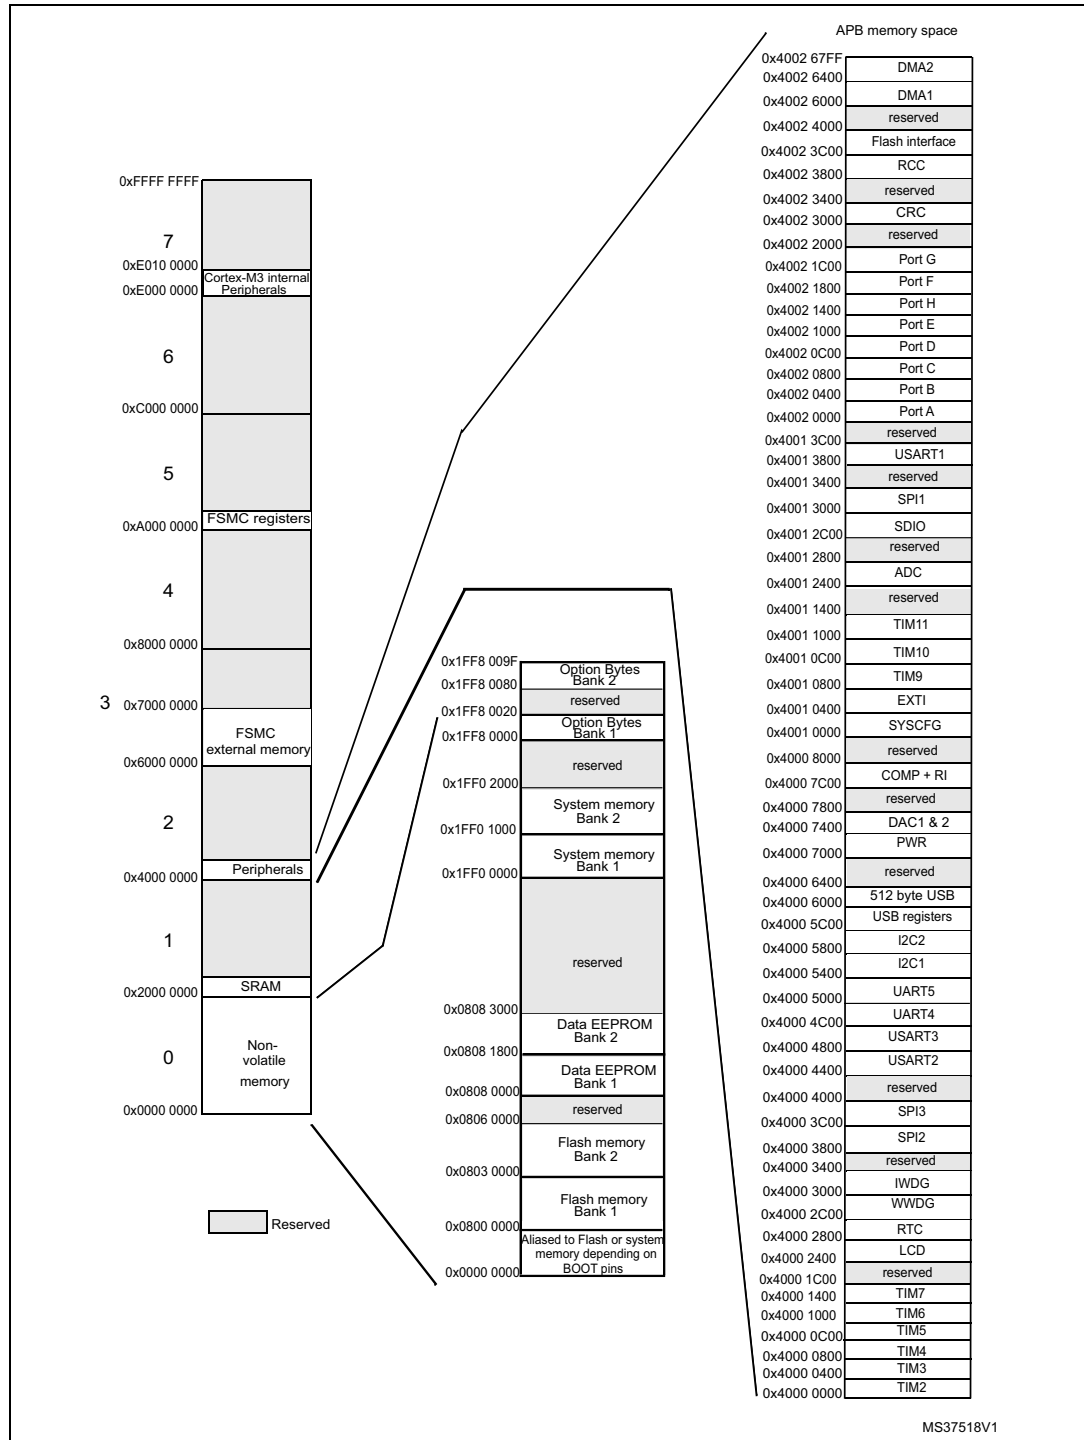 APB memory space
0x4002 67FF
DMA2
0x4002 6400
DMA1
0x4002 6000
reserved
0x4002 4000
Flash interface
0x4002 3C00
RCC
0x4002 3800
reserved
0x4002 3400
CRC
0x4002 3000
reserved
0x4002 2000
Port G
0x4002 1C00
Port F
0x4002 1800
Port H
0x4002 1400
Port E
0x4002 1000
Port D
0x4002 0C00
Port C
0x4002 0800
Port B
0x4002 0400
Port A
0x4002 0000
reserved
0x4001 3C00
USART1
0x4001 3800
reserved
0x4001 3400
SPI1
0x4001 3000
SDIO
0x4001 2C00
reserved
0x4001 2800
ADC
0x4001 2400
reserved
0x4001 1400
TIM11
0x4001 1000
TIM10
0x4001 0C00
TIM9
0x4001 0800
EXTI
0x4001 0400
SYSCFG
0x4001 0000
reserved
0x4000 8000
COMP + RI
0x4000 7C00
reserved
0x4000 7800
DAC1 & 2
0x4000 7400
PWR
0x4000 7000
reserved
0x4000 6400
512 byte USB
0x4000 6000
USB registers
0x4000 5C00
I2C2
0x4000 5800
I2C1
0x4000 5400
UART5
0x4000 5000
UART4
0x4000 4C00
USART3
0x4000 4800
USART2
0x4000 4400
reserved
0x4000 4000
SPI3
0x4000 3C00
SPI2
0x4000 3800
reserved
0x4000 3400
IWDG
0x4000 3000
WWDG
0x4000 2C00
RTC
0x4000 2800
LCD
0x4000 2400
reserved
0x4000 1C00
TIM7
0x4000 1400
TIM6
0x4000 1000
TIM5
0x4000 0C00
TIM4
0x4000 0800
TIM3
0x4000 0400
TIM2
0x4000 0000
0xFFFF FFFF
7
0xE010 0000
Cortex-M3 internal
Peripherals
0xE000 0000
6
0xC000 0000
5
FSMC registers
0xA000 0000
4
0x8000 0000
3
0x7000 0000
FSMC
external memory
0x6000 0000
2
Peripherals
0x4000 0000
1
SRAM
0x2000 0000
0
Non-
volatile
memory
0x0000 0000
Reserved
0x1FF8 009F
Option Bytes
Bank 2
0x1FF8 0080
reserved
0x1FF8 0020
Option Bytes
Bank 1
0x1FF8 0000
reserved
0x1FF0 2000
System memory
Bank 2
0x1FF0 1000
System memory
Bank 1
0x1FF0 0000
reserved
0x0808 3000
Data EEPROM
Bank 2
0x0808 1800
Data EEPROM
Bank 1
0x0808 0000
reserved
0x0806 0000
Flash memory
Bank 2
0x0803 0000
Flash memory
Bank 1
0x0800 0000
Aliased to Flash or system
memory depending on
BOOT pins
0x0000 0000
MS37518V1